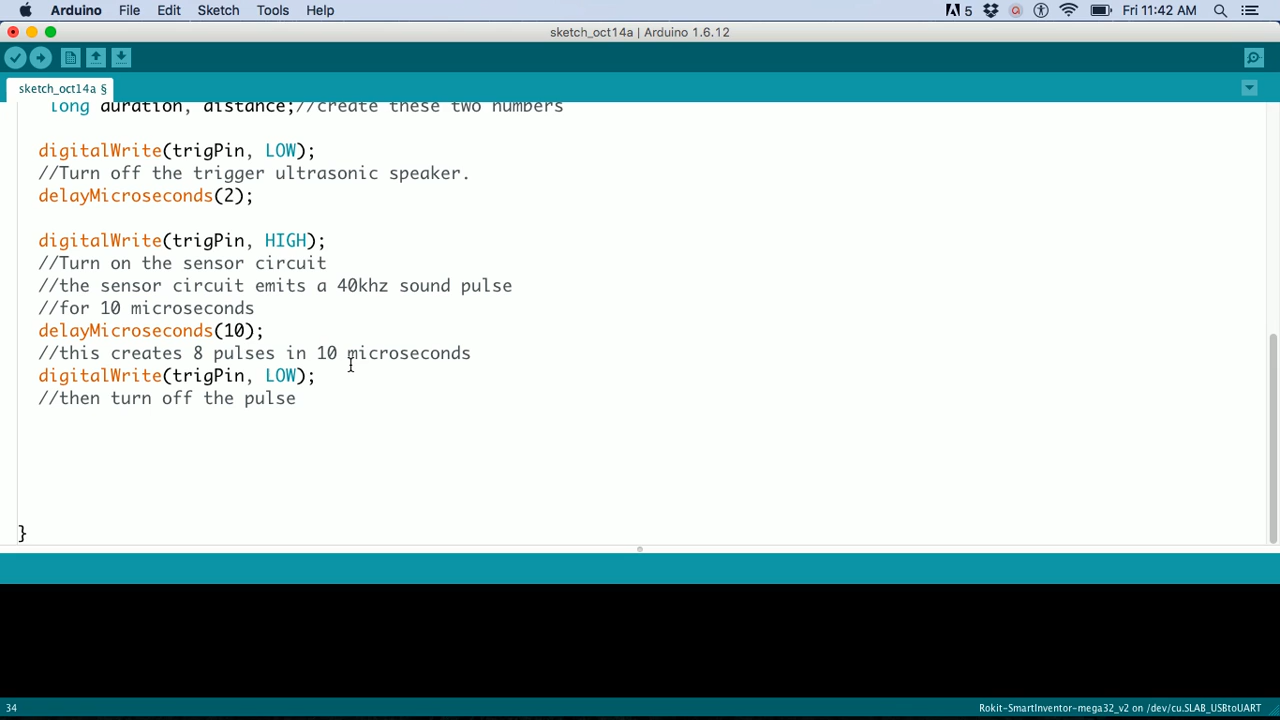 Arduino File Edit Sketch Tools Help 5 Fri 11:42 AM
sketch_oct14a | Arduino 1.6.12
sketch_oct14a §
long duration, distance;//create these two numbers
digitalWrite(trigPin, LOW);
//Turn off the trigger ultrasonic speaker.
delayMicroseconds(2);
digitalWrite(trigPin, HIGH);
//Turn on the sensor circuit
//the sensor circuit emits a 40khz sound pulse
//for 10 microseconds
delayMicroseconds(10);
//this creates 8 pulses in 10 microseconds
digitalWrite(trigPin, LOW);
//then turn off the pulse
}
34 Rokit-SmartInventor-mega32_v2 on /dev/cu.SLAB_USBtoUART